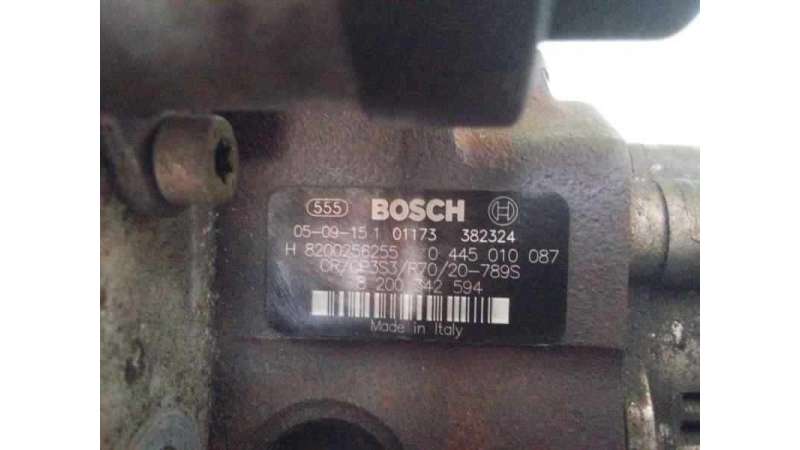 555 BOSCH
05-09-15 1 01173 382324
H 8200256255 0 445 010 087
CR/CP3S3/R70/20-789S
8 200 342 594
Made in Italy